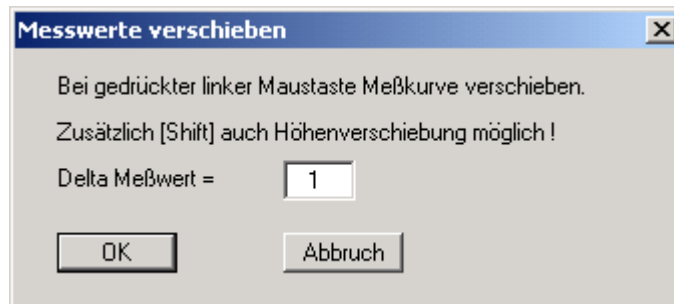 Messwerte verschieben
Bei gedrückter linker Maustaste Meßkurve verschieben.
Zusätzlich [Shift] auch Höhenverschiebung möglich !
Delta Meßwert = 1
OK Abbruch